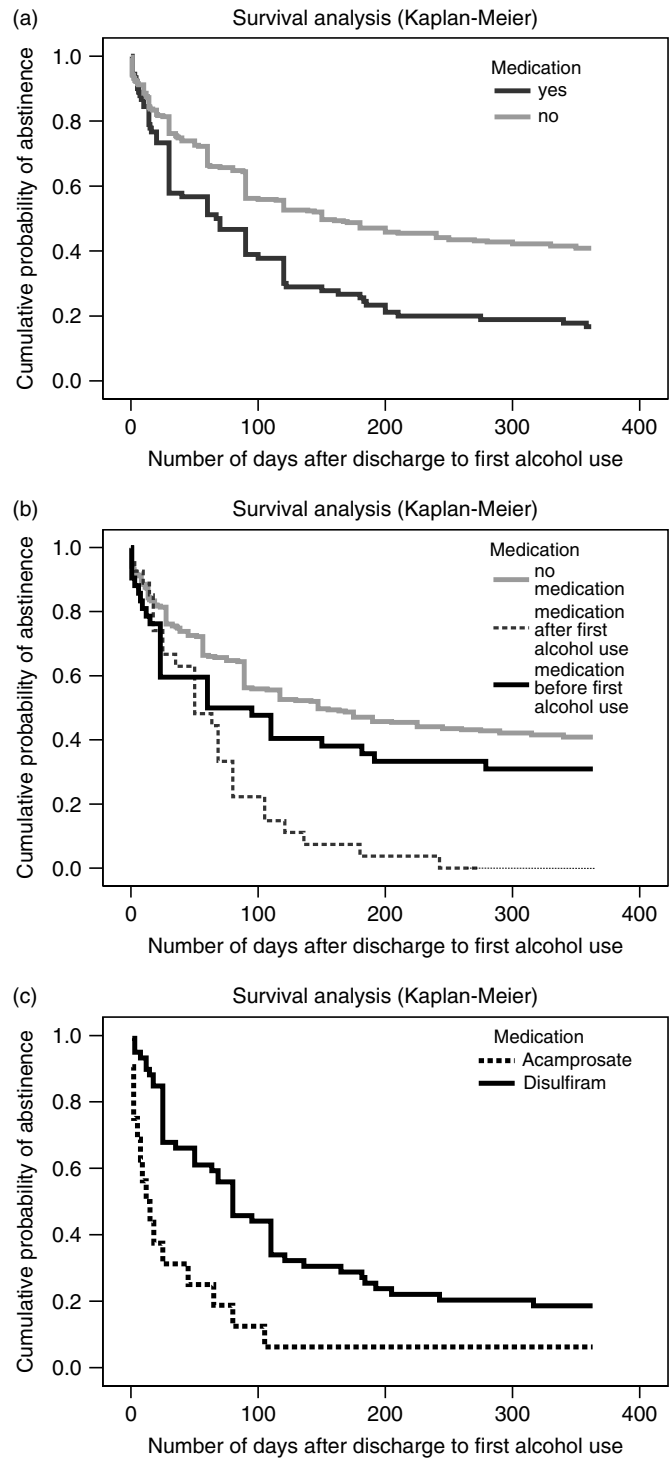 (a)
Survival analysis (Kaplan-Meier)
Cumulative probability of abstinence
1.0
0.8
0.6
0.4
0.2
0.0
Medication
yes
no
0
100
200
300
400
Number of days after discharge to first alcohol use
(b)
Survival analysis (Kaplan-Meier)
Cumulative probability of abstinence
1.0
0.8
0.6
0.4
0.2
0.0
Medication
no
medication
medication
after first
alcohol use
medication
before first
alcohol use
0
100
200
300
400
Number of days after discharge to first alcohol use
(c)
Survival analysis (Kaplan-Meier)
Cumulative probability of abstinence
1.0
0.8
0.6
0.4
0.2
0.0
Medication
Acamprosate
Disulfiram
0
100
200
300
400
Number of days after discharge to first alcohol use